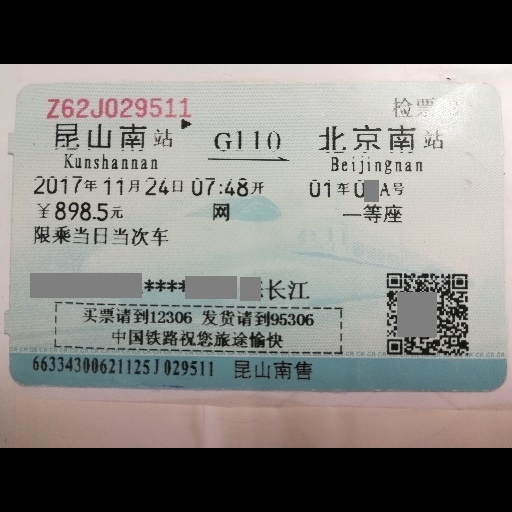 Z62J029511 检票
昆山南站 G110 北京南站
Kunshannan Beijingnan
2017年11月24日07:48开 01车0 A号
￥898.5元 网 一等座
限乘当日当次车
**** 长江
买票请到12306 发货请到95306
中国铁路祝您旅途愉快
66334300621125J029511 昆山南售